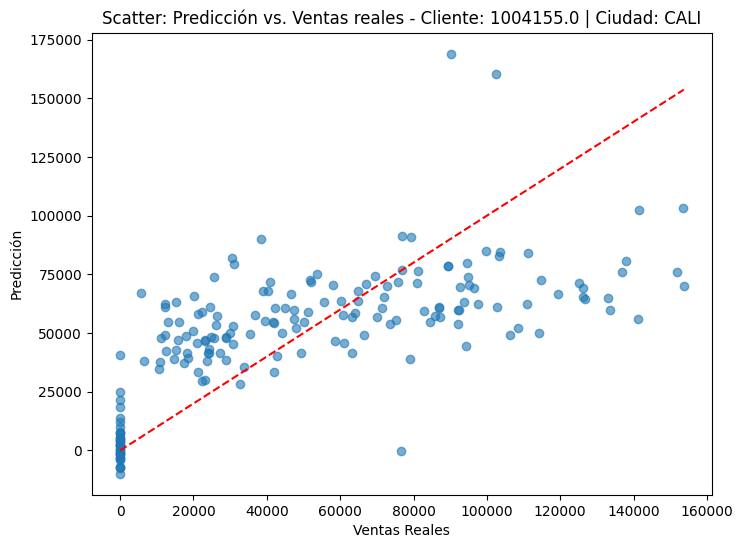 Scatter: Predicción vs. Ventas reales - Cliente: 1004155.0 | Ciudad: CALI
175000
150000
125000
100000
75000
50000
25000
0
Predicción
0 20000 40000 60000 80000 100000 120000 140000 160000
Ventas Reales